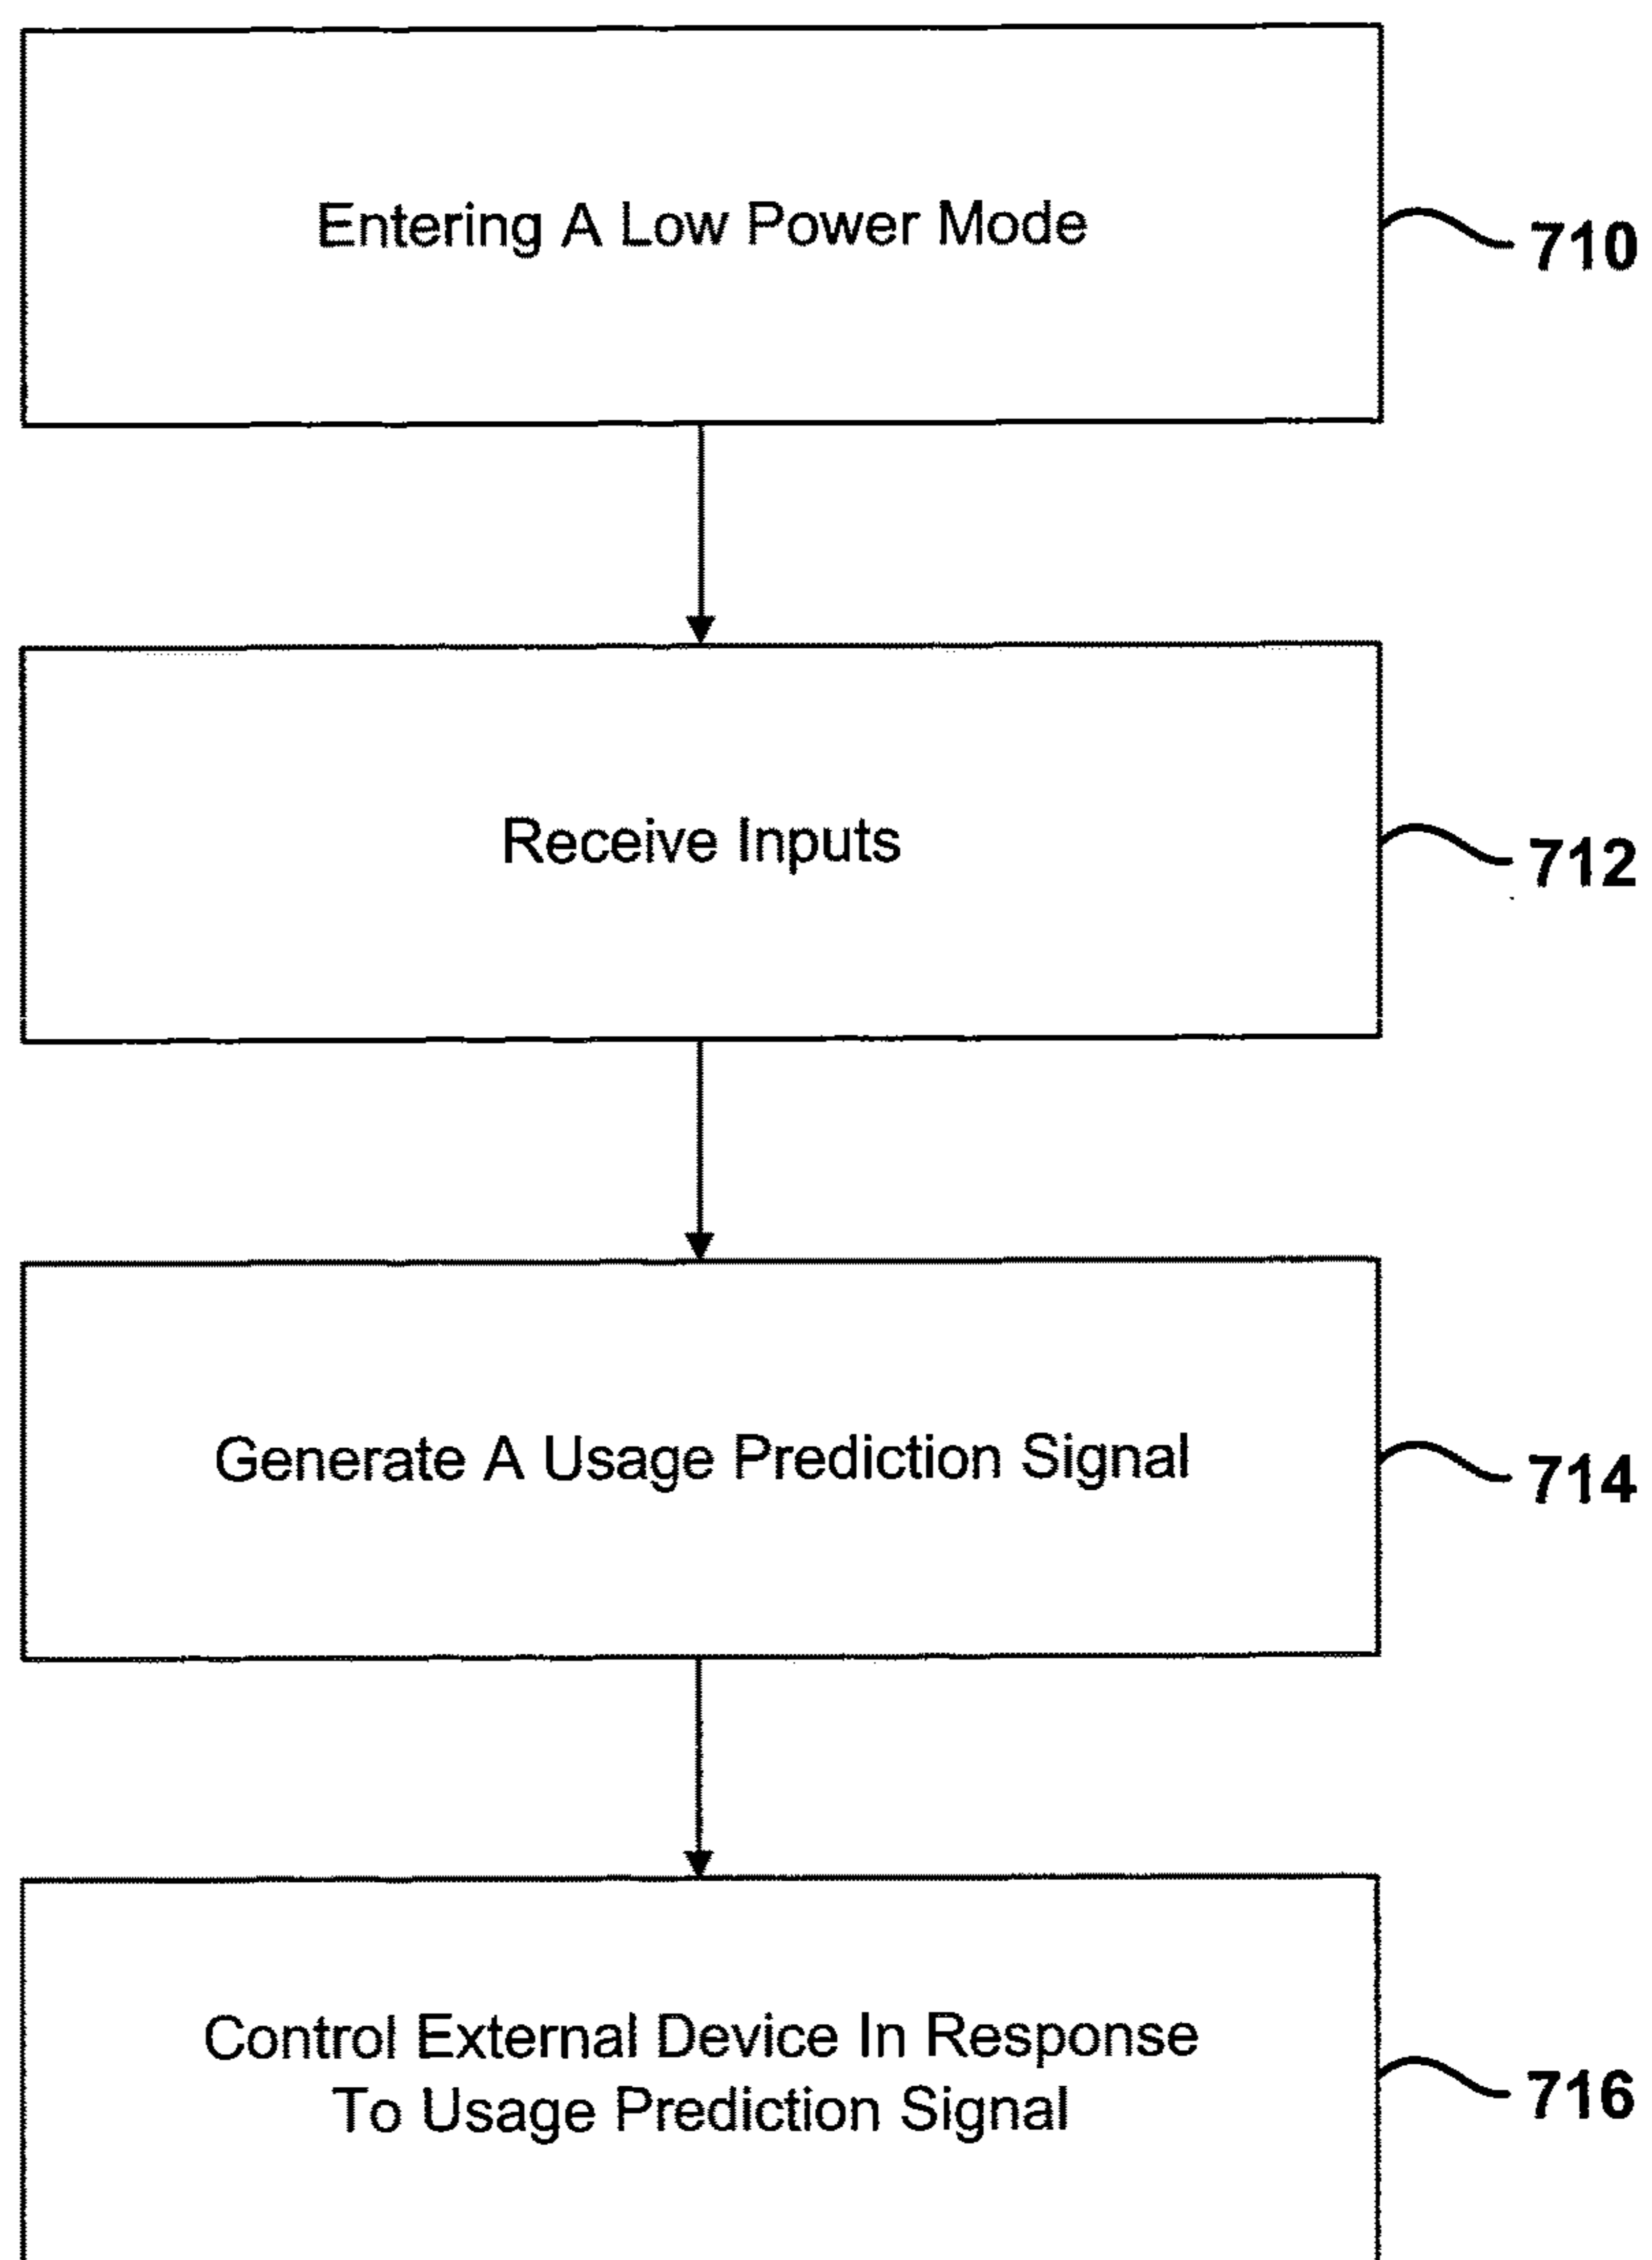 Entering A Low Power Mode
710
Receive Inputs
712
Generate A Usage Prediction Signal
714
Control External Device In Response
To Usage Prediction Signal
716